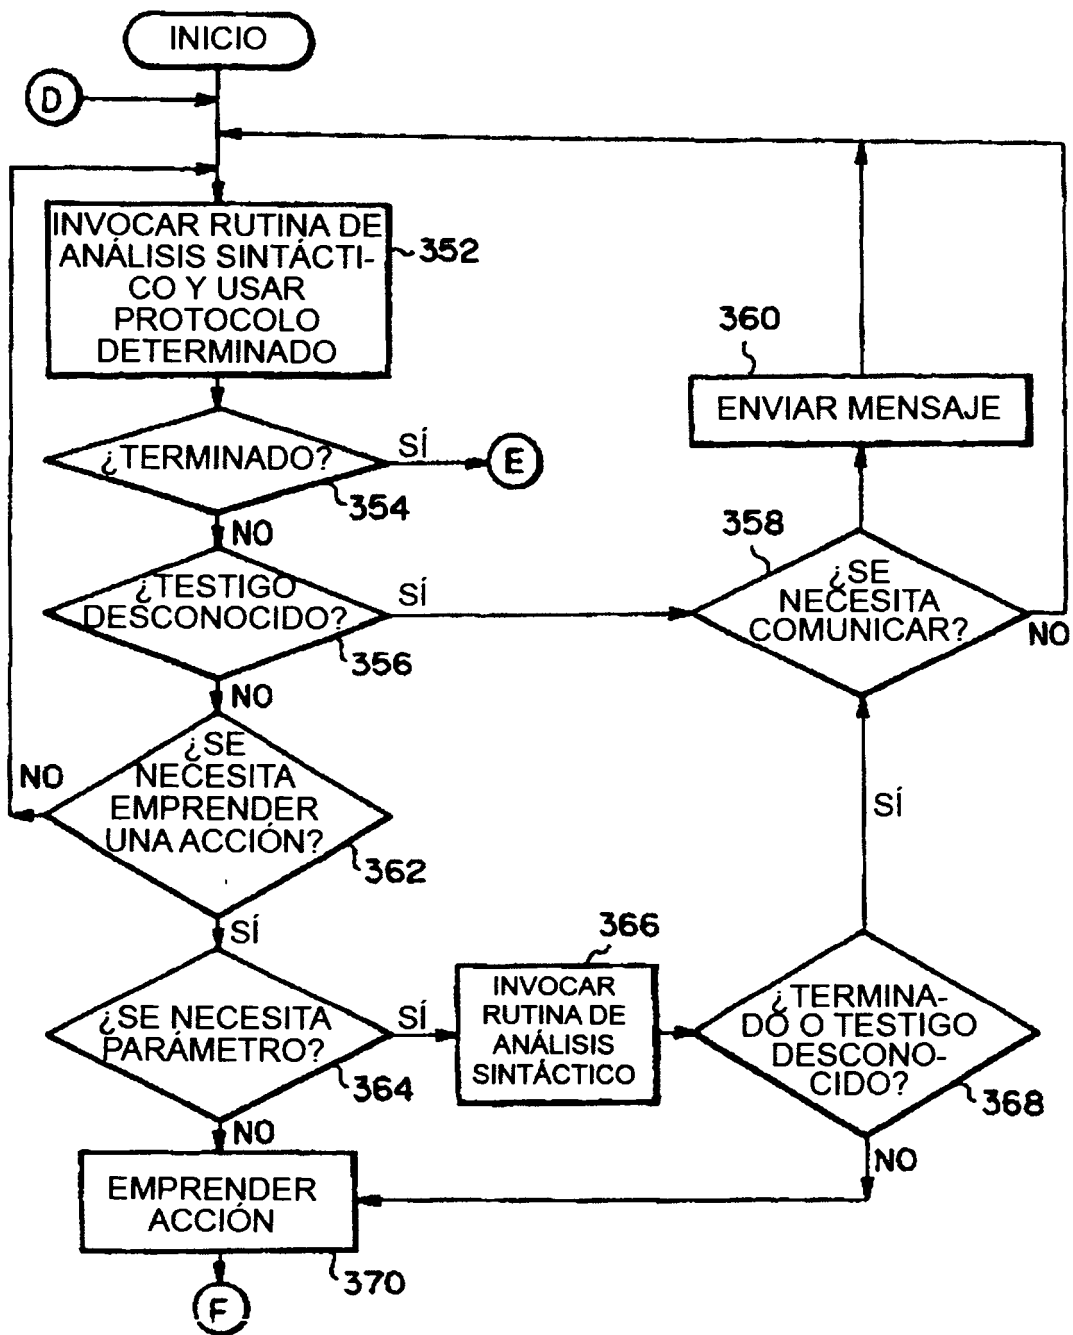 INICIO
D
INVOCAR RUTINA DE
ANÁLISIS SINTÁCTI-
CO Y USAR
PROTOCOLO
DETERMINADO
352
360
ENVIAR MENSAJE
¿TERMINADO?
SÍ
E
354
NO
358
¿TESTIGO
DESCONOCIDO?
SÍ
356
¿SE
NECESITA
COMUNICAR?
NO
NO
¿SE
NECESITA
EMPRENDER
UNA ACCIÓN?
NO
362
SÍ
SÍ
¿SE NECESITA
PARÁMETRO?
SÍ
364
366
INVOCAR
RUTINA DE
ANÁLISIS
SINTÁCTICO
¿TERMINA-
DO O TESTIGO
DESCONO-
CIDO?
368
NO
NO
EMPRENDER
ACCIÓN
370
F